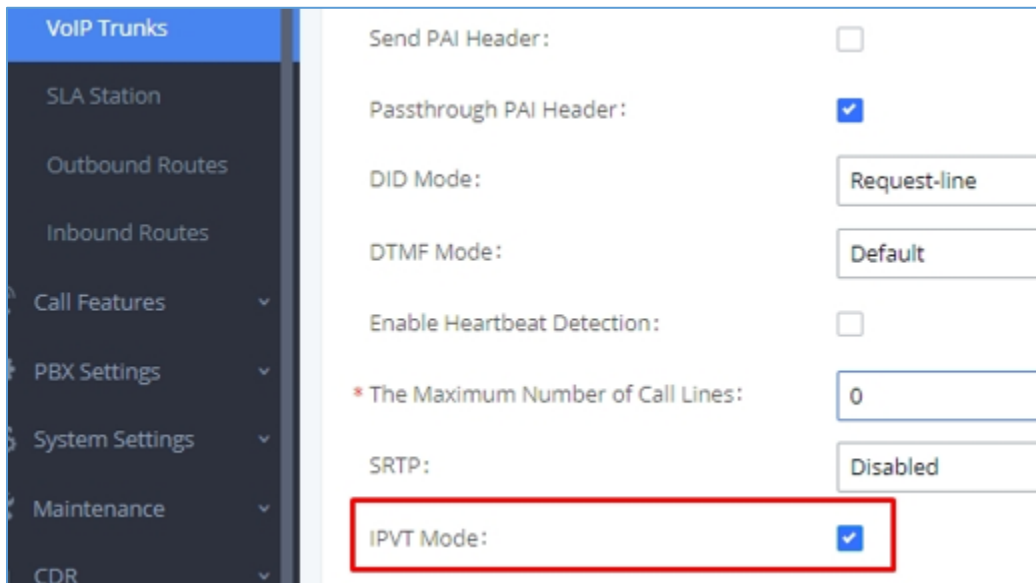 VoIP Trunks
SLA Station
Outbound Routes
Inbound Routes
Call Features
PBX Settings
System Settings
Maintenance
CDR
Send PAI Header:
Passthrough PAI Header:
DID Mode: Request-line
DTMF Mode: Default
Enable Heartbeat Detection:
* The Maximum Number of Call Lines: 0
SRTP: Disabled
IPVT Mode: